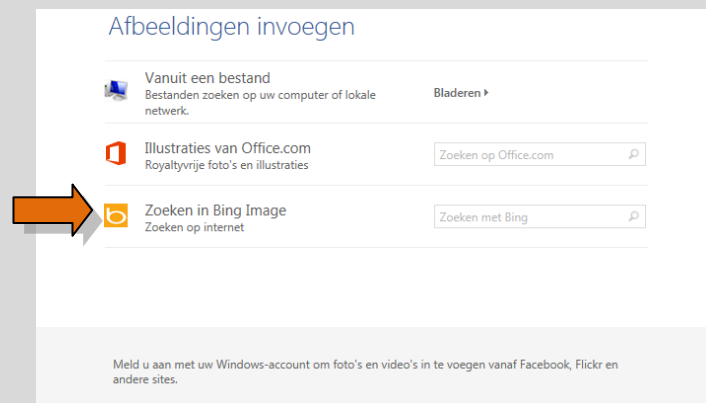 Afbeeldingen invoegen
Vanuit een bestand
Bestanden zoeken op uw computer of lokale
netwerk.
Bladeren
Illustraties van Office.com
Royaltyvrije foto's en illustraties
Zoeken op Office.com
Zoeken in Bing Image
Zoeken op internet
Zoeken met Bing
Meld u aan met uw Windows-account om foto's en video's in te voegen vanaf Facebook, Flickr en
andere sites.